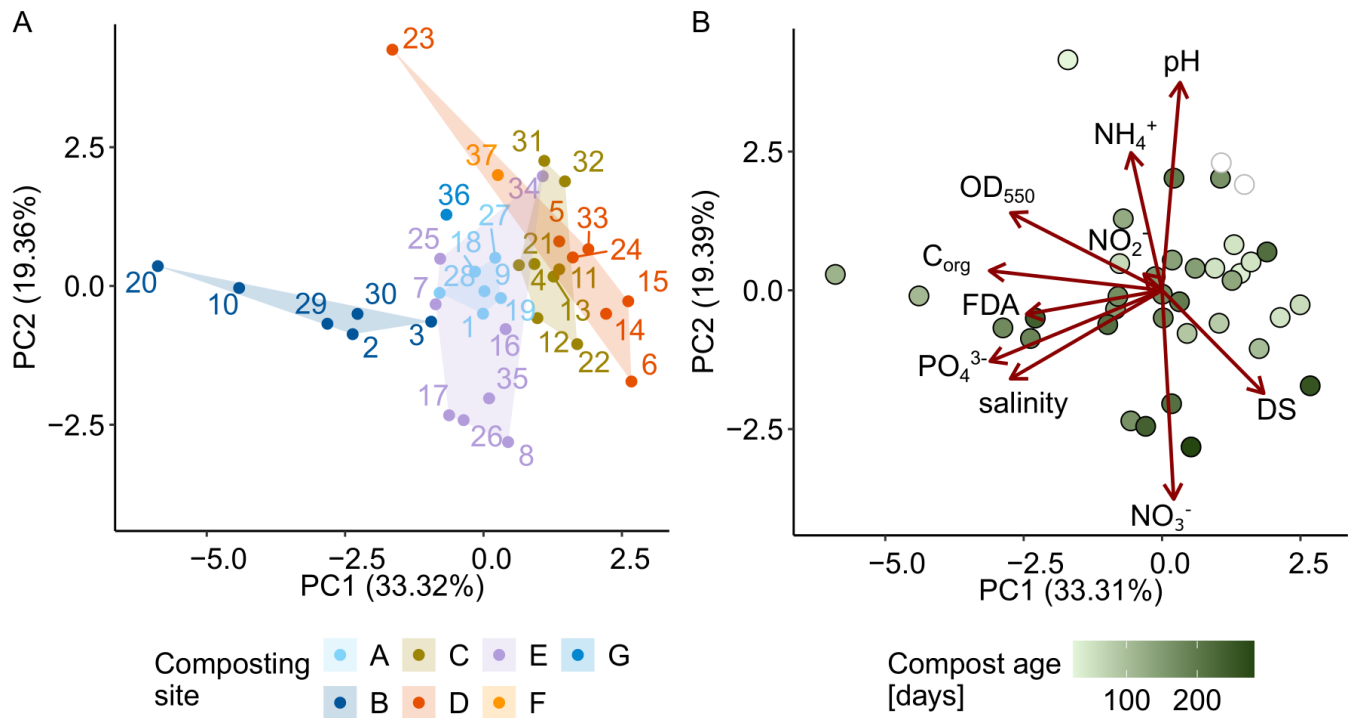 A
B
PC2 (19.36%)
2.5
0.0
−2.5
−5.0
−2.5
0.0
2.5
PC1 (33.32%)
23
37
31
32
34
36
27
5
33
25
18
21
24
20
28
9
4
11
15
10
29
30
7
13
14
2
3
1
19
16
12
22
6
17
35
26
8
PC2 (19.39%)
2.5
0.0
−2.5
−5.0
−2.5
0.0
2.5
PC1 (33.31%)
pH
NH₄⁺
OD₅₅₀
NO₂⁻
C_org
FDA
PO₄³⁻
salinity
DS
NO₃⁻
Composting
site
A C E G
B D F
Compost age
[days]
100 200